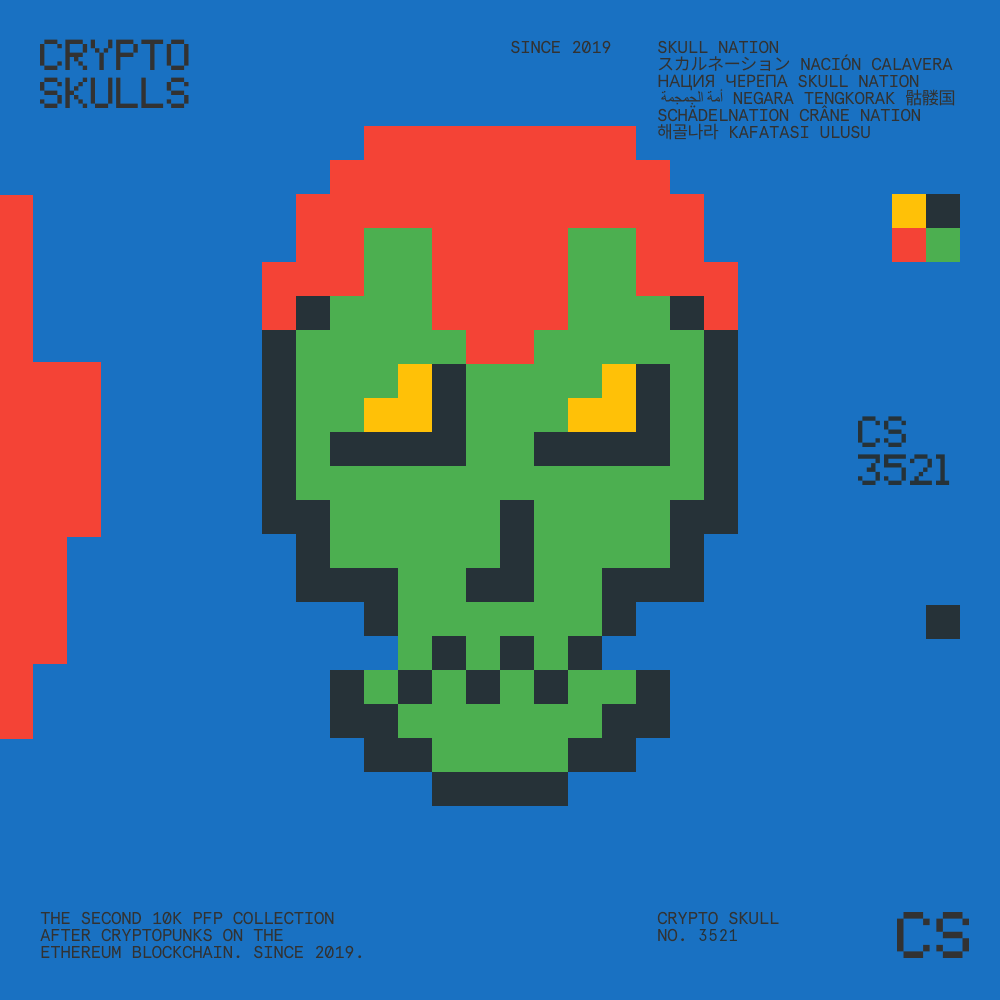 CRYPTO
SKULLS
SINCE 2019
SKULL NATION
スカルネーション NACIÓN CALAVERA
НАЦИЯ ЧЕРЕПА SKULL NATION
أمة الجمجمة NEGARA TENGKORAK 骷髅国
SCHÄDELNATION CRÂNE NATION
해골나라 KAFATASI ULUSU
CS
3521
THE SECOND 10K PFP COLLECTION
AFTER CRYPTOPUNKS ON THE
ETHEREUM BLOCKCHAIN. SINCE 2019.
CRYPTO SKULL
NO. 3521
CS